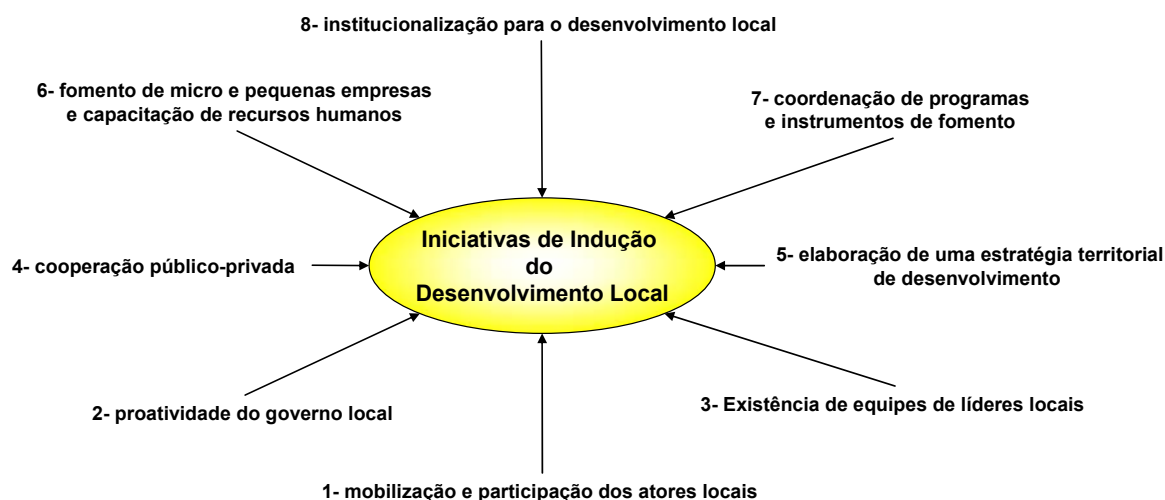 8- institucionalização para o desenvolvimento local
6- fomento de micro e pequenas empresas
e capacitação de recursos humanos
7- coordenação de programas
e instrumentos de fomento
Iniciativas de Indução
do
Desenvolvimento Local
4- cooperação público-privada
5- elaboração de uma estratégia territorial
de desenvolvimento
2- proatividade do governo local
3- Existência de equipes de líderes locais
1- mobilização e participação dos atores locais